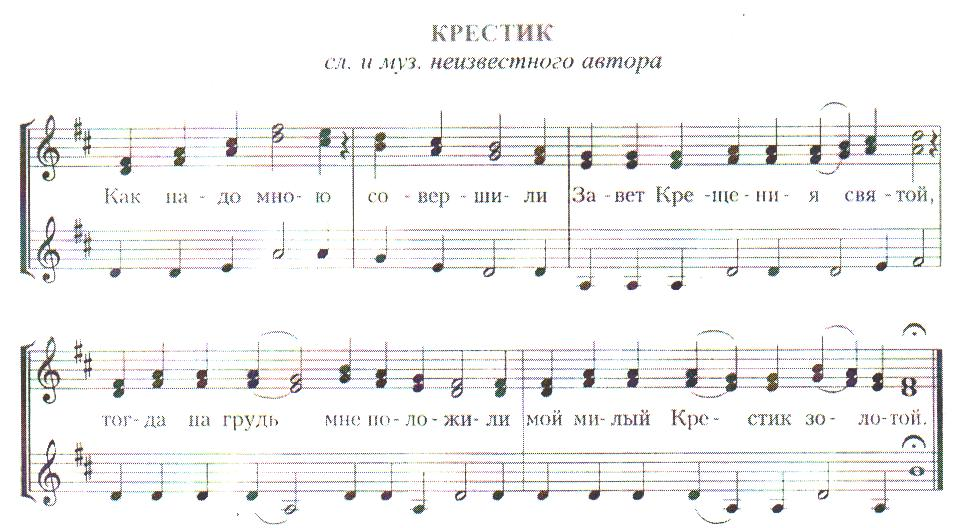 КРЕСТИК
сл. и муз. неизвестного автора
Как на - до мно- ю со - вер - ши- ли За -вет Кре -ще - ни - я свя -той,
тог- да на грудь мне по - ло - жи- ли мой ми - лый Кре- стик зо- ло-той.